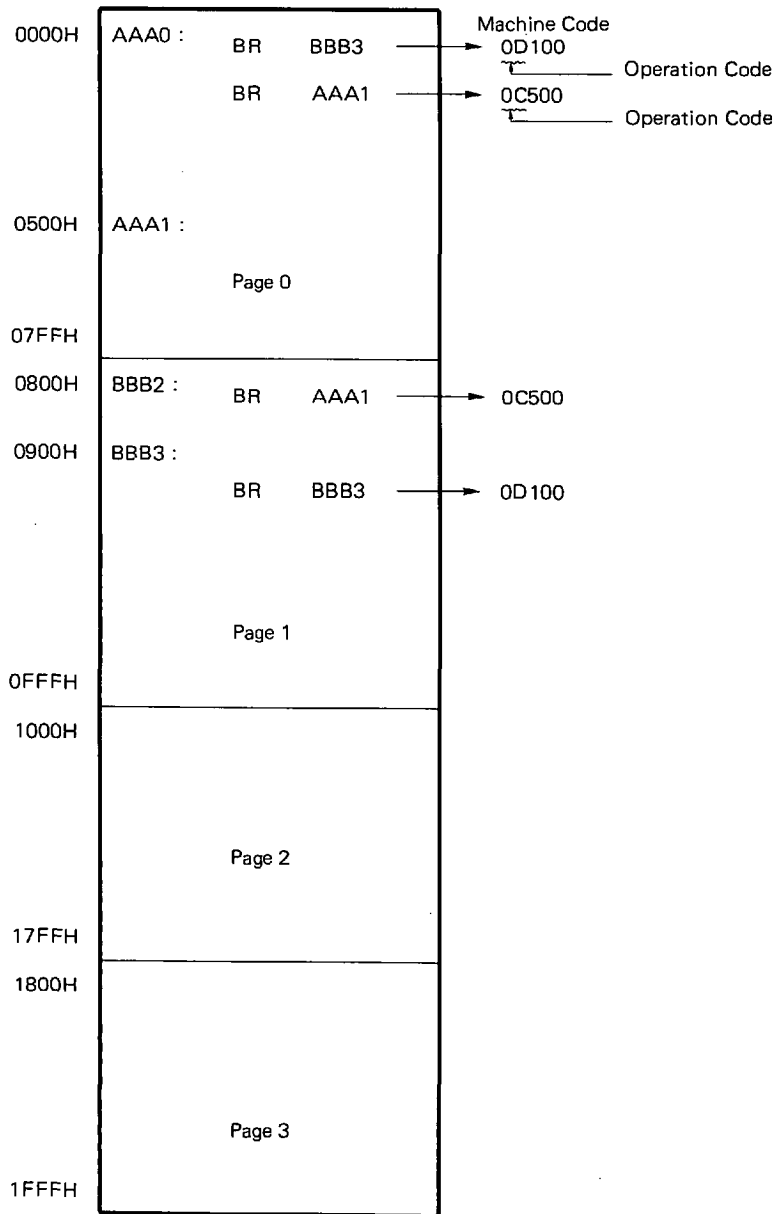 Machine Code
0000H AAA0 : BR BBB3 0D100
Operation Code
BR AAA1 0C500
Operation Code
0500H AAA1 :
Page 0
07FFH
0800H BBB2 : BR AAA1 0C500
0900H BBB3 :
BR BBB3 0D100
Page 1
0FFFH
1000H
Page 2
17FFH
1800H
Page 3
1FFFH